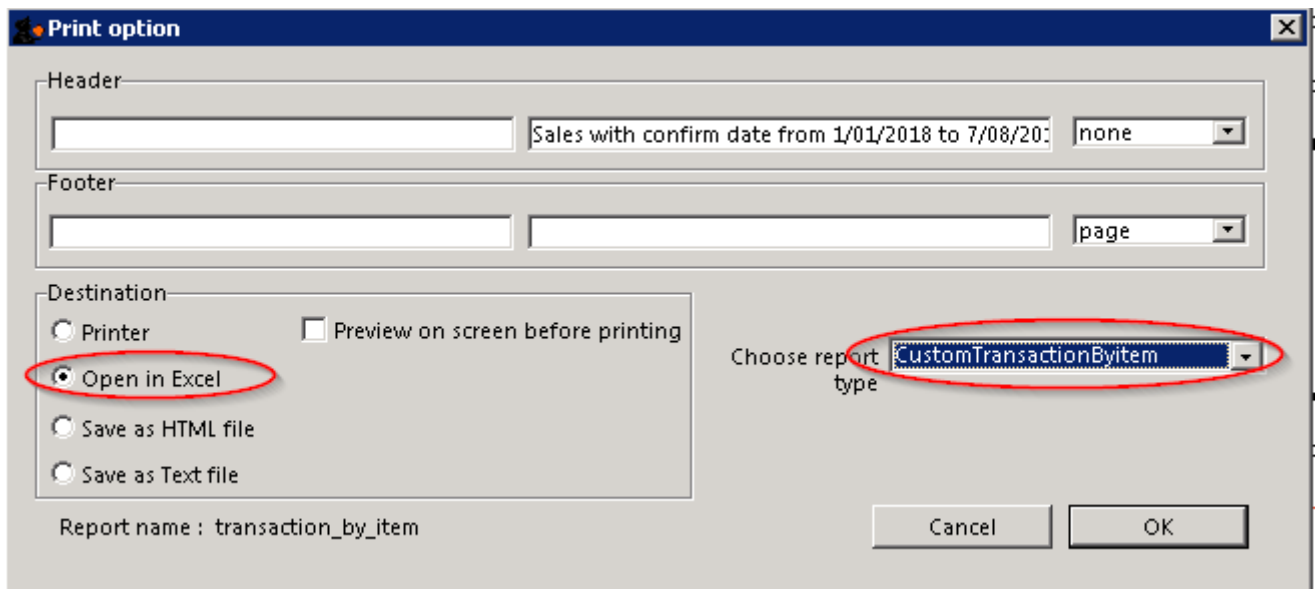 Print option
Header
Sales with confirm date from 1/01/2018 to 7/08/201
none
Footer
page
Destination
Printer
Preview on screen before printing
Open in Excel
Save as HTML file
Save as Text file
Choose report type
CustomTransactionByitem
Report name : transaction_by_item
Cancel
OK